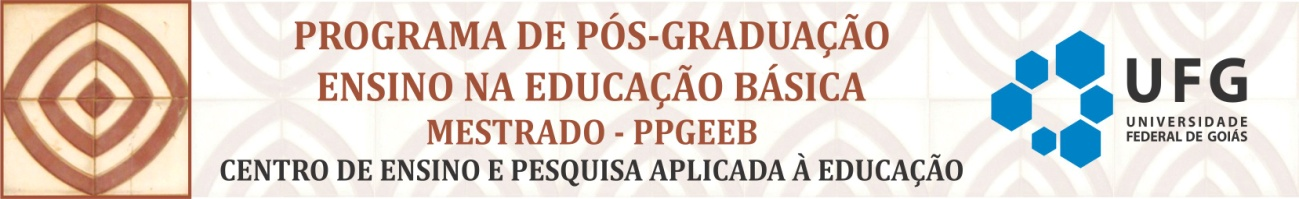 PROGRAMA DE PÓS-GRADUAÇÃO
ENSINO NA EDUCAÇÃO BÁSICA
MESTRADO - PPGEEB
CENTRO DE ENSINO E PESQUISA APLICADA À EDUCAÇÃO
UFG
UNIVERSIDADE
FEDERAL DE GOIÁS